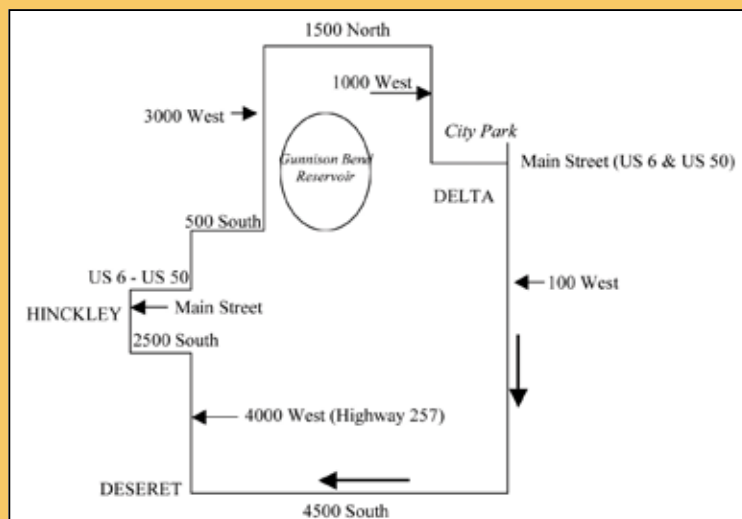 1500 North
1000 West
3000 West
City Park
Gunnison Bend
Reservoir
Main Street (US 6 & US 50)
DELTA
500 South
US 6 - US 50
100 West
HINCKLEY
Main Street
2500 South
4000 West (Highway 257)
DESERET
4500 South